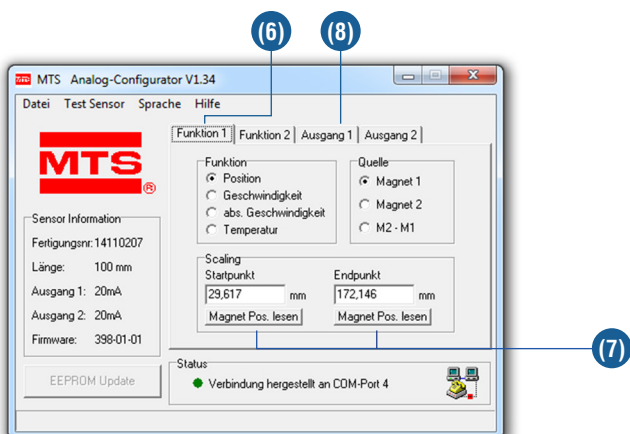 (6)
(8)
MTS Analog-Configurator V1.34
Datei Test Sensor Sprache Hilfe
Funktion 1 Funktion 2 Ausgang 1 Ausgang 2
MTS
®
Sensor Information
Fertigungsnr: 14110207
Länge: 100 mm
Ausgang 1: 20mA
Ausgang 2: 20mA
Firmware: 398-01-01
EEPROM Update
Funktion
Position
Geschwindigkeit
abs. Geschwindigkeit
Temperatur
Quelle
Magnet 1
Magnet 2
M2 - M1
Scaling
Startpunkt Endpunkt
29,617 mm 172,146 mm
Magnet Pos. lesen Magnet Pos. lesen
(7)
Status
Verbindung hergestellt an COM-Port 4